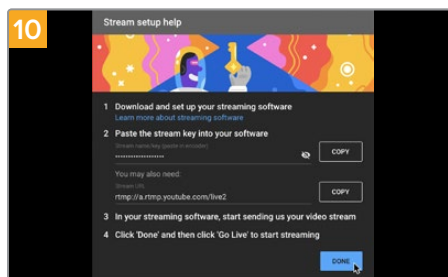 10
Stream setup help
1 Download and set up your streaming software
Learn more about streaming software
2 Paste the stream key into your software
Stream name/key (paste in encoder)
••••••••••••••••••••
COPY
You may also need:
Stream URL
rtmp://a.rtmp.youtube.com/live2
COPY
3 In your streaming software, start sending us your video stream
4 Click 'Done' and then click 'Go Live' to start streaming
DONE